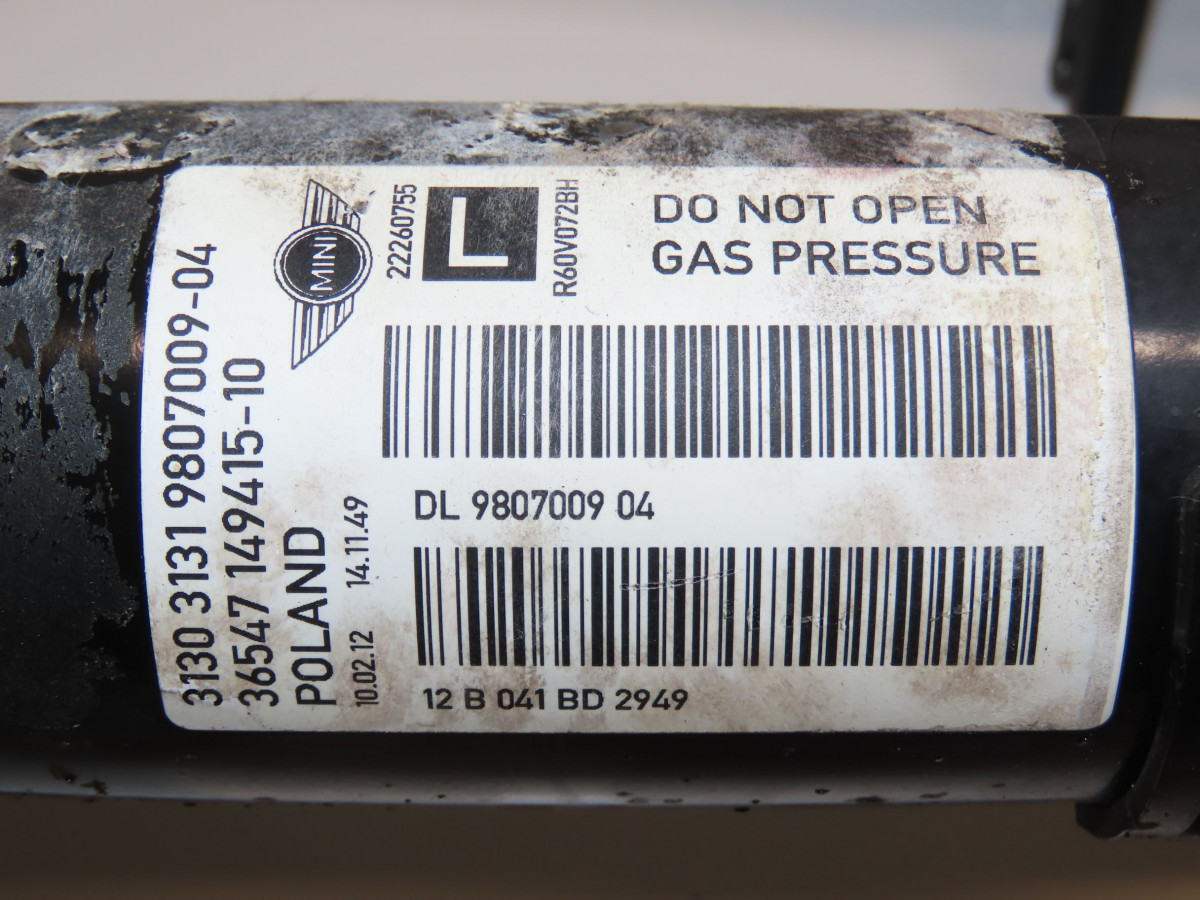 3130 3131 9807009-04
36547 149415-10
POLAND
10.02.12 14.11.49
MINI
22260755
L
R60V072BH
DO NOT OPEN
GAS PRESSURE
DL 9807009 04
12 B 041 BD 2949